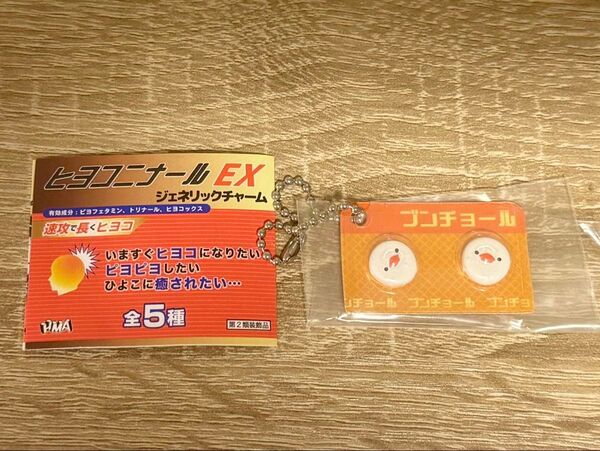 ヒヨコニナール EX
ジェネリックチャーム
有効成分：ピヨフェタミン、トリナール、ヒヨコックス
速攻で長くヒヨコ
いますぐヒヨコになりたい
ピヨピヨしたい
ひよこに癒されたい…
全5種
HMA
第2類装飾品
ブンチョール
ブンチョール ブンチョール ブンチョ